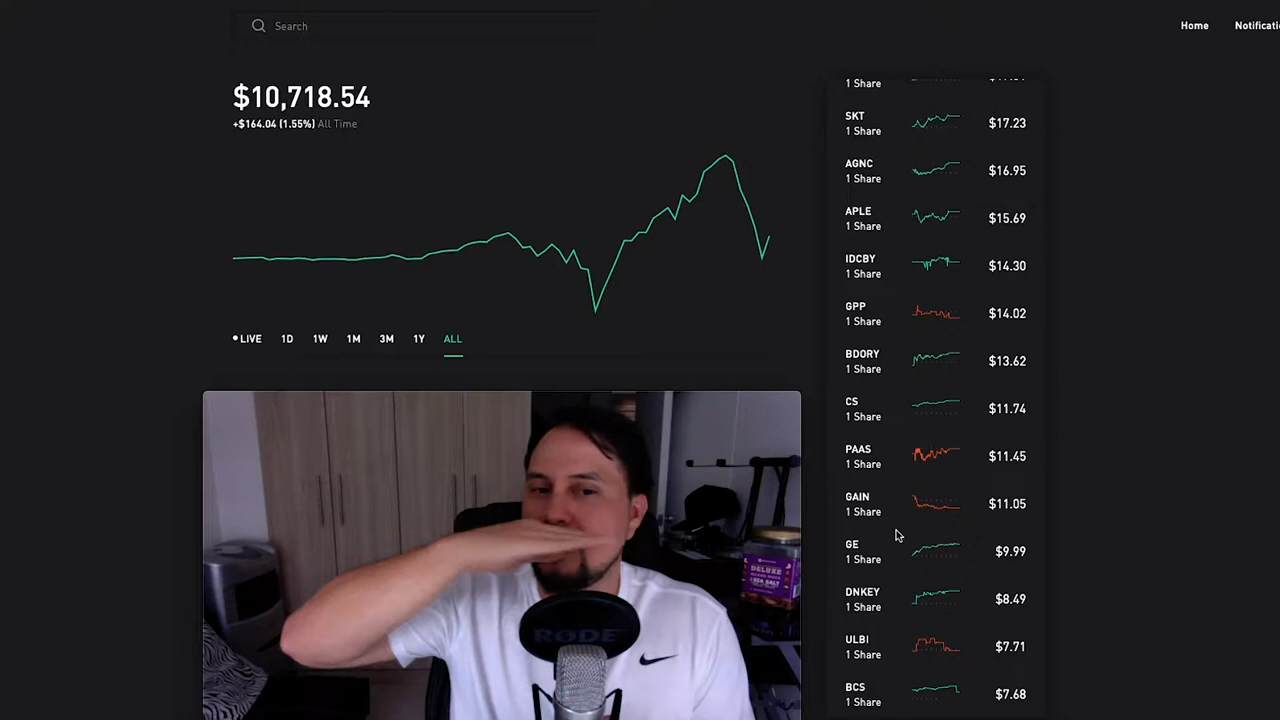 Search
Home
$10,718.54
+$164.04 (1.55%) All Time
LIVE
1D
1W
1M
3M
1Y
ALL
1 Share
SKT
1 Share
$17.23
AGNC
1 Share
$16.95
APLE
1 Share
$15.69
IDCBY
1 Share
$14.30
GPP
1 Share
$14.02
BDORY
1 Share
$13.62
CS
1 Share
$11.74
PAAS
1 Share
$11.45
GAIN
1 Share
$11.05
GE
1 Share
$9.99
DNKEY
1 Share
$8.49
ULBI
1 Share
$7.71
BCS
1 Share
$7.68
DELUXE
SEA SALT
RØDE